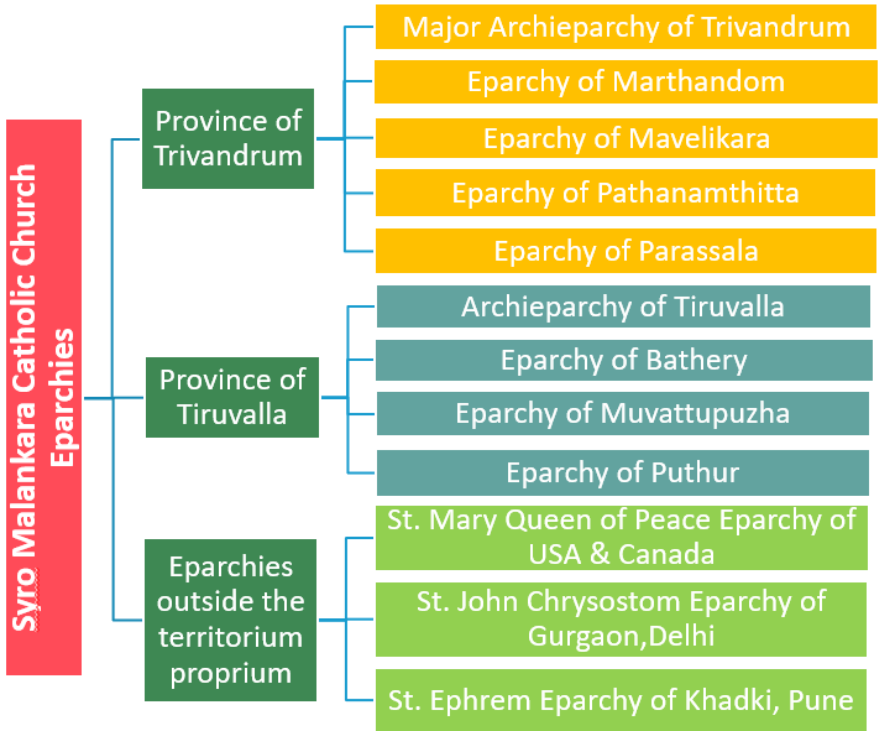 Syro Malankara Catholic Church
Eparchies
Province of
Trivandrum
Major Archieparchy of Trivandrum
Eparchy of Marthandom
Eparchy of Mavelikara
Eparchy of Pathanamthitta
Eparchy of Parassala
Province of
Tiruvalla
Archieparchy of Tiruvalla
Eparchy of Bathery
Eparchy of Muvattupuzha
Eparchy of Puthur
Eparchies
outside the
territorium
proprium
St. Mary Queen of Peace Eparchy of
USA & Canada
St. John Chrysostom Eparchy of
Gurgaon,Delhi
St. Ephrem Eparchy of Khadki, Pune